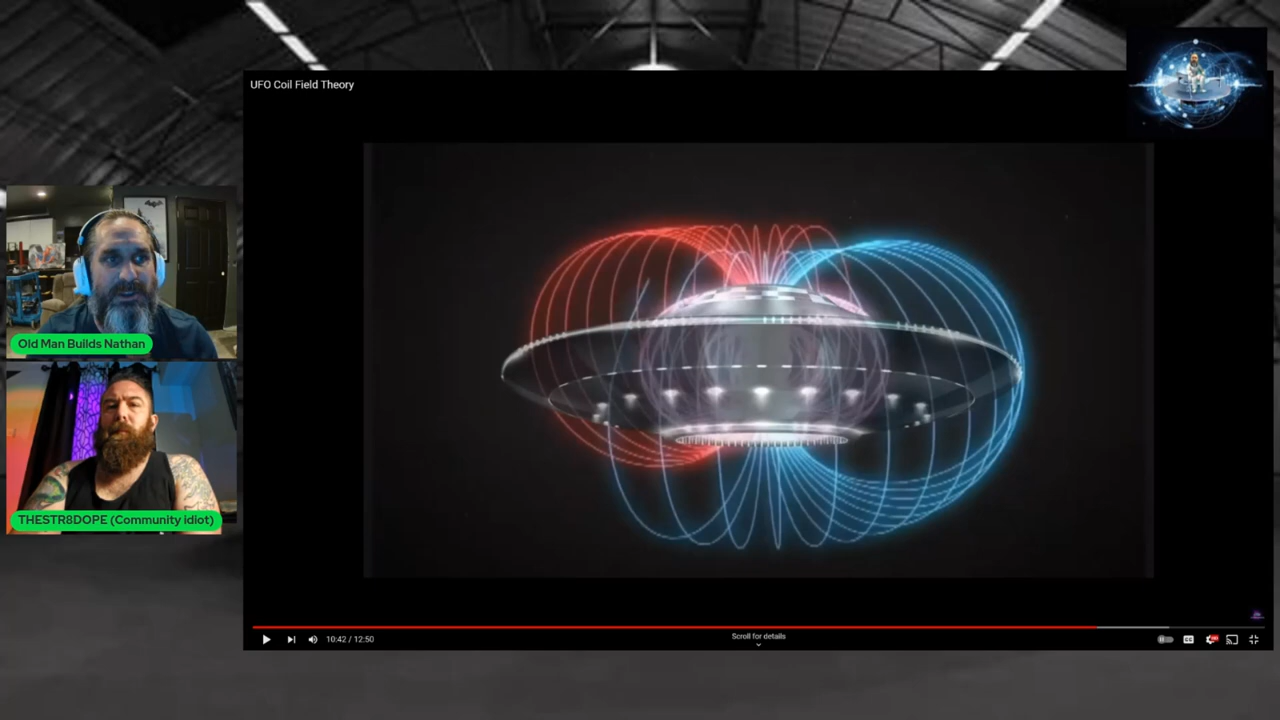 UFO Coil Field Theory
Old Man Builds Nathan
THESTR8DOPE (Community idiot)
10:42 / 12:50
Scroll for details